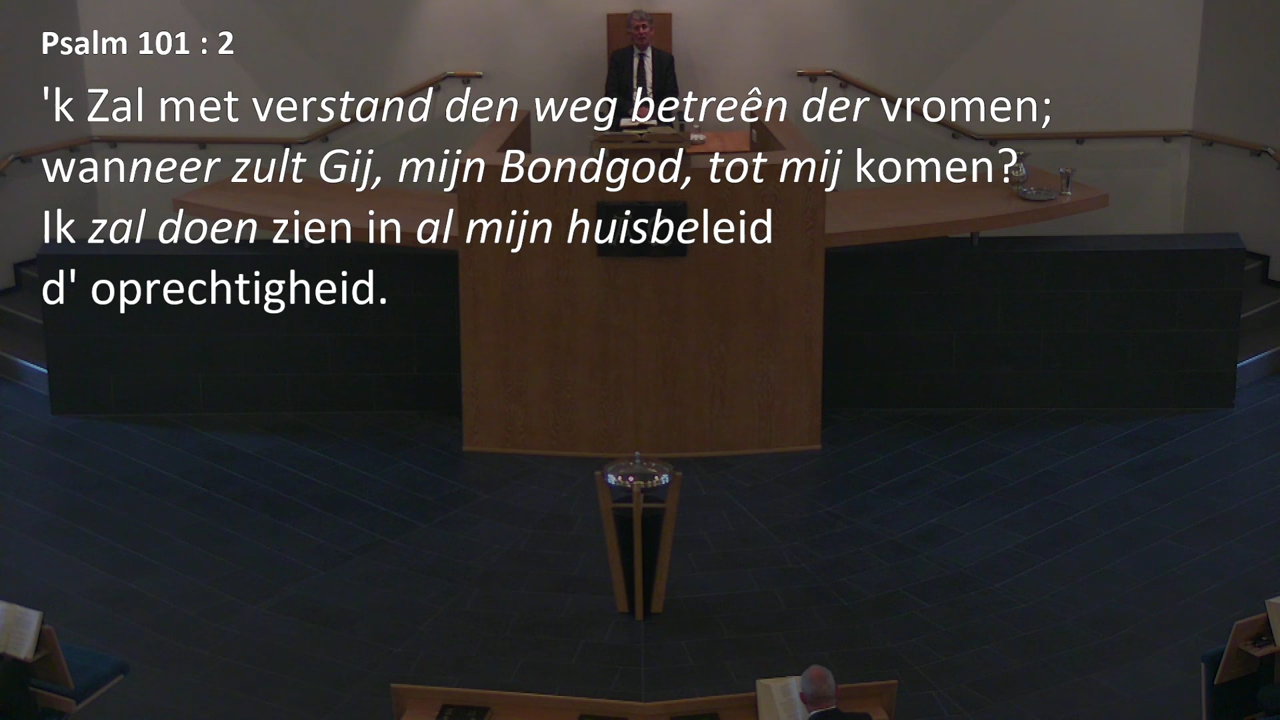 Psalm 101 : 2
'k Zal met verstand den weg betreên der vromen;
wanneer zult Gij, mijn Bondgod, tot mij komen?
Ik zal doen zien in al mijn huisbeleid
d' oprechtigheid.